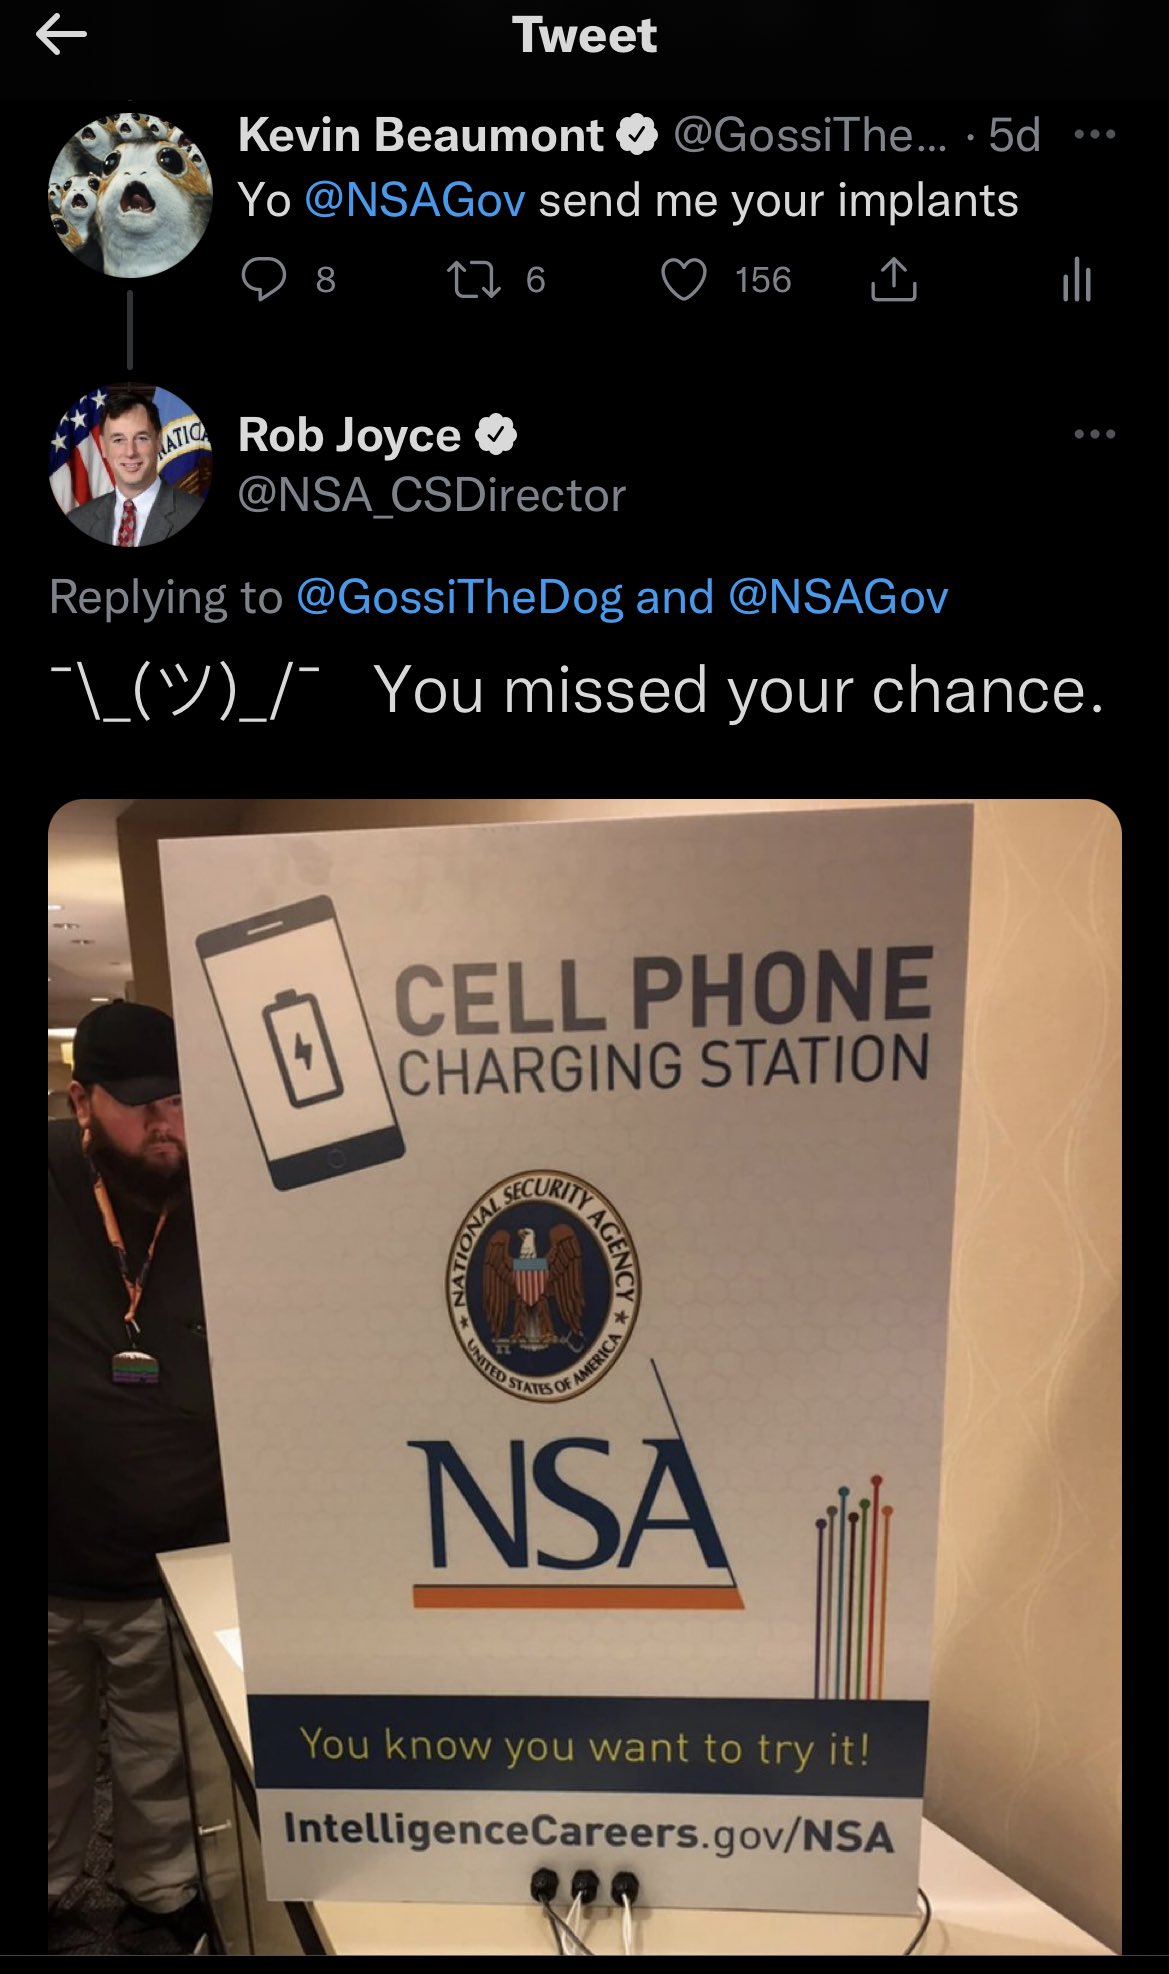 Tweet
Kevin Beaumont @GossiThe... · 5d
Yo @NSAGov send me your implants
8 6 156
Rob Joyce
@NSA_CSDirector
Replying to @GossiTheDog and @NSAGov
¯\_(ツ)_/¯ You missed your chance.
CELL PHONE
CHARGING STATION
NATIONAL SECURITY AGENCY
UNITED STATES OF AMERICA
NSA
You know you want to try it!
IntelligenceCareers.gov/NSA